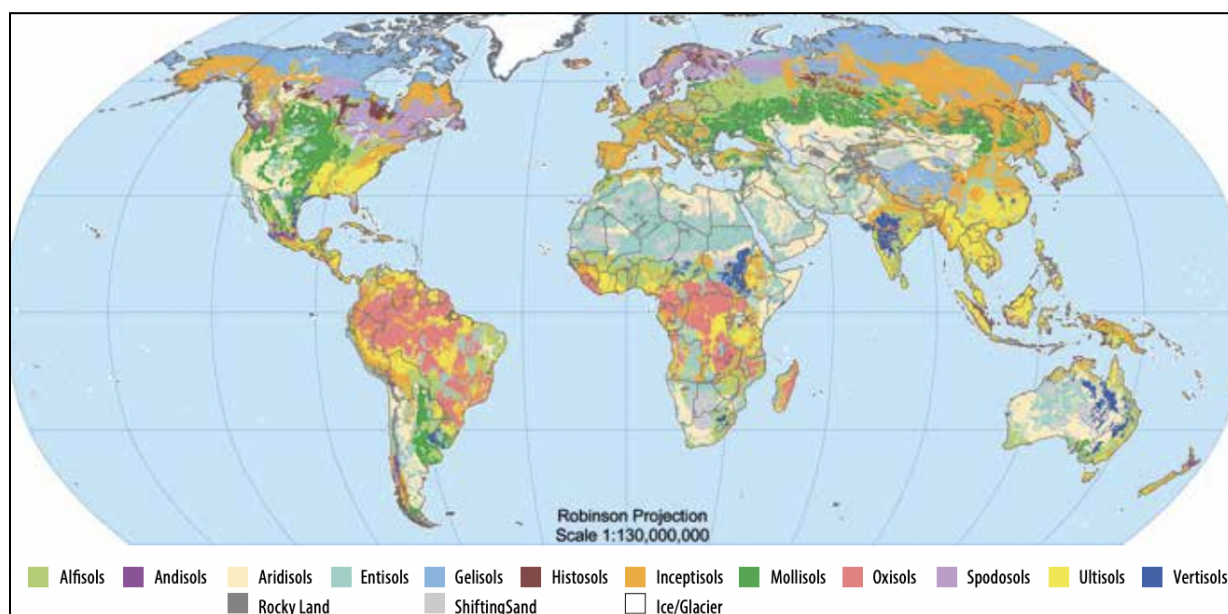 Robinson Projection
Scale 1:130,000,000
Alfisols Andisols Aridisols Entisols Gelisols Histosols Inceptisols Mollisols Oxisols Spodosols Ultisols Vertisols
Rocky Land ShiftingSand Ice/Glacier